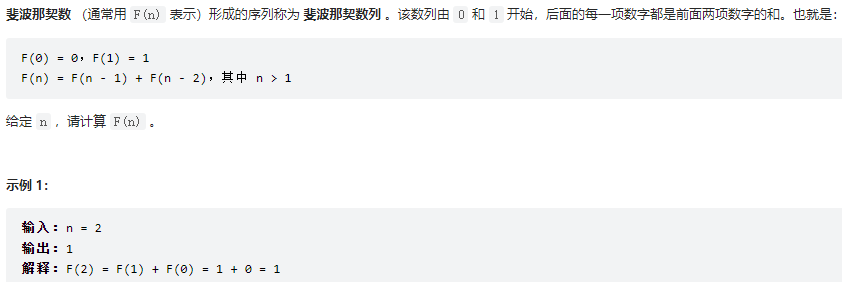 斐波那契数 （通常用 F(n) 表示）形成的序列称为 斐波那契数列 。该数列由 0 和 1 开始，后面的每一项数字都是前面两项数字的和。也就是：
F(0) = 0，F(1) = 1
F(n) = F(n - 1) + F(n - 2)，其中 n > 1
给定 n ，请计算 F(n) 。
示例 1：
输入：n = 2
输出：1
解释：F(2) = F(1) + F(0) = 1 + 0 = 1